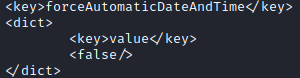 <key>forceAutomaticDateAndTime</key>
<dict>
        <key>value</key>
        <false/>
</dict>